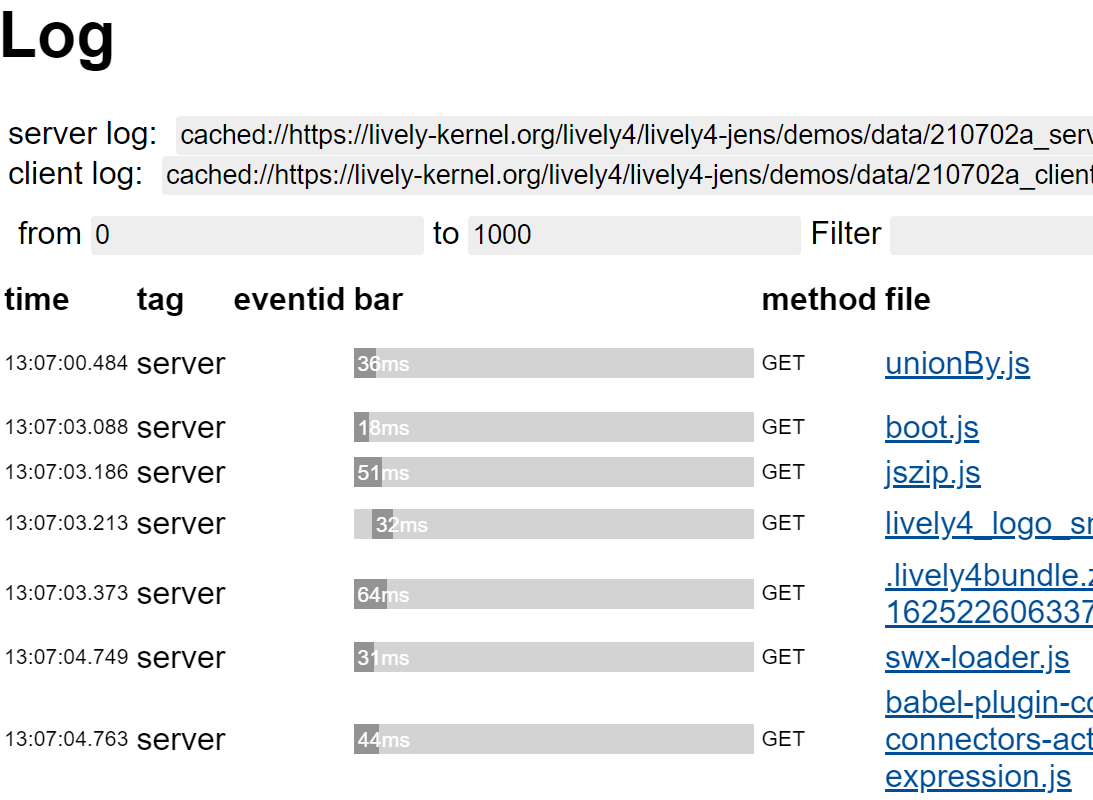 Log
server log: cached://https://lively-kernel.org/lively4/lively4-jens/demos/data/210702a_serv
client log: cached://https://lively-kernel.org/lively4/lively4-jens/demos/data/210702a_client
from 0 to 1000 Filter
time tag eventid bar method file
13:07:00.484 server 36ms GET unionBy.js
13:07:03.088 server 18ms GET boot.js
13:07:03.186 server 51ms GET jszip.js
13:07:03.213 server 32ms GET lively4_logo_sm
.lively4bundle.z
13:07:03.373 server 64ms GET
162522606337
13:07:04.749 server 31ms GET swx-loader.js
babel-plugin-co
13:07:04.763 server 44ms GET connectors-act
expression.js